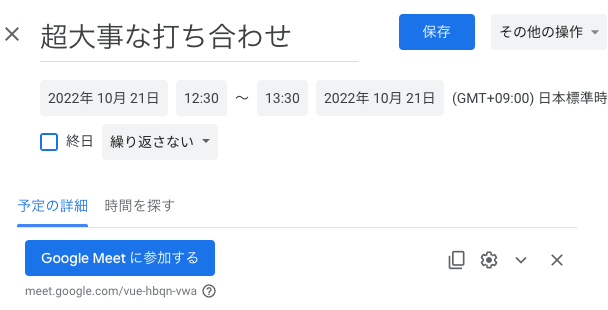 超大事な打ち合わせ 保存 その他の操作
2022年 10月 21日 12:30 ～ 13:30 2022年 10月 21日 (GMT+09:00) 日本標準時
終日 繰り返さない
予定の詳細 時間を探す
Google Meet に参加する
meet.google.com/vue-hbqn-vwa